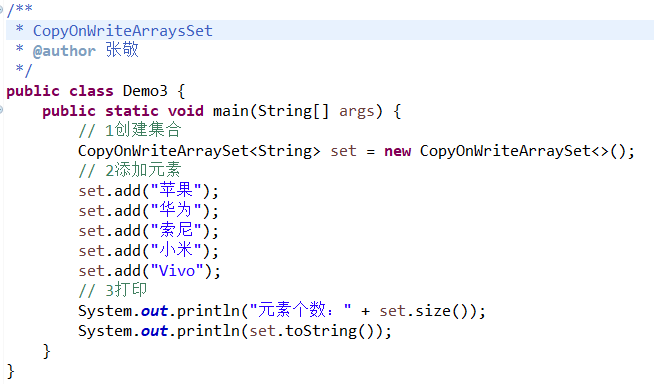 /**
 * CopyOnWriteArraysSet
 * @author 张敬
 */
public class Demo3 {
    public static void main(String[] args) {
        // 1创建集合
        CopyOnWriteArraySet<String> set = new CopyOnWriteArraySet<>();
        // 2添加元素
        set.add("苹果");
        set.add("华为");
        set.add("索尼");
        set.add("小米");
        set.add("Vivo");
        // 3打印
        System.out.println("元素个数：" + set.size());
        System.out.println(set.toString());
    }
}